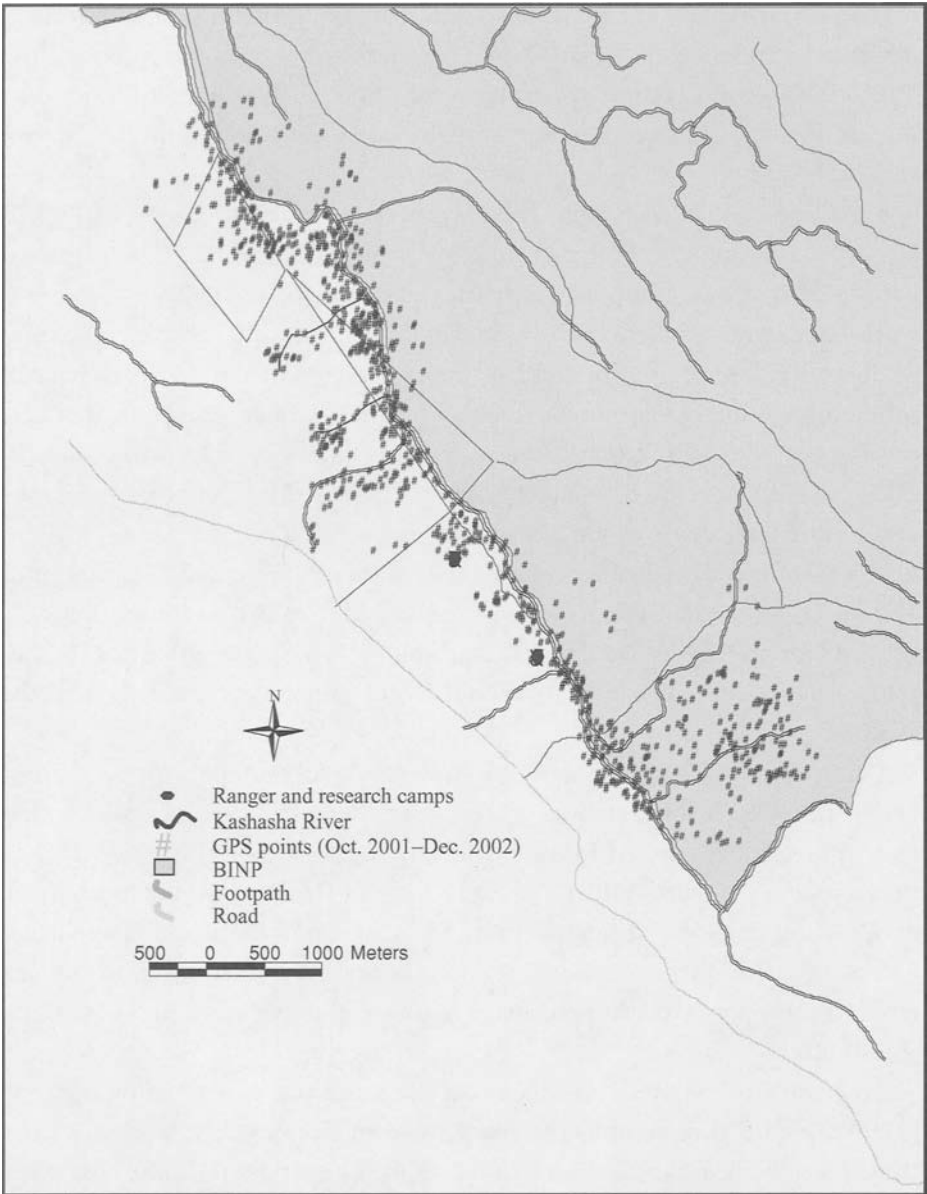 N
Ranger and research camps
Kashasha River
GPS points (Oct. 2001–Dec. 2002)
BINP
Footpath
Road
500 0 500 1000 Meters